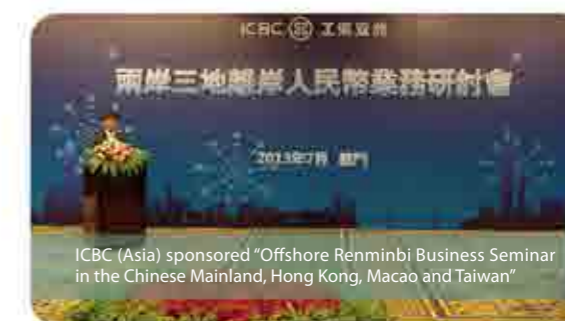 ICBC 工銀亞洲
兩岸三地離岸人民幣業務研討會
2013年7月 廈門
ICBC (Asia) sponsored “Offshore Renminbi Business Seminar
in the Chinese Mainland, Hong Kong, Macao and Taiwan”